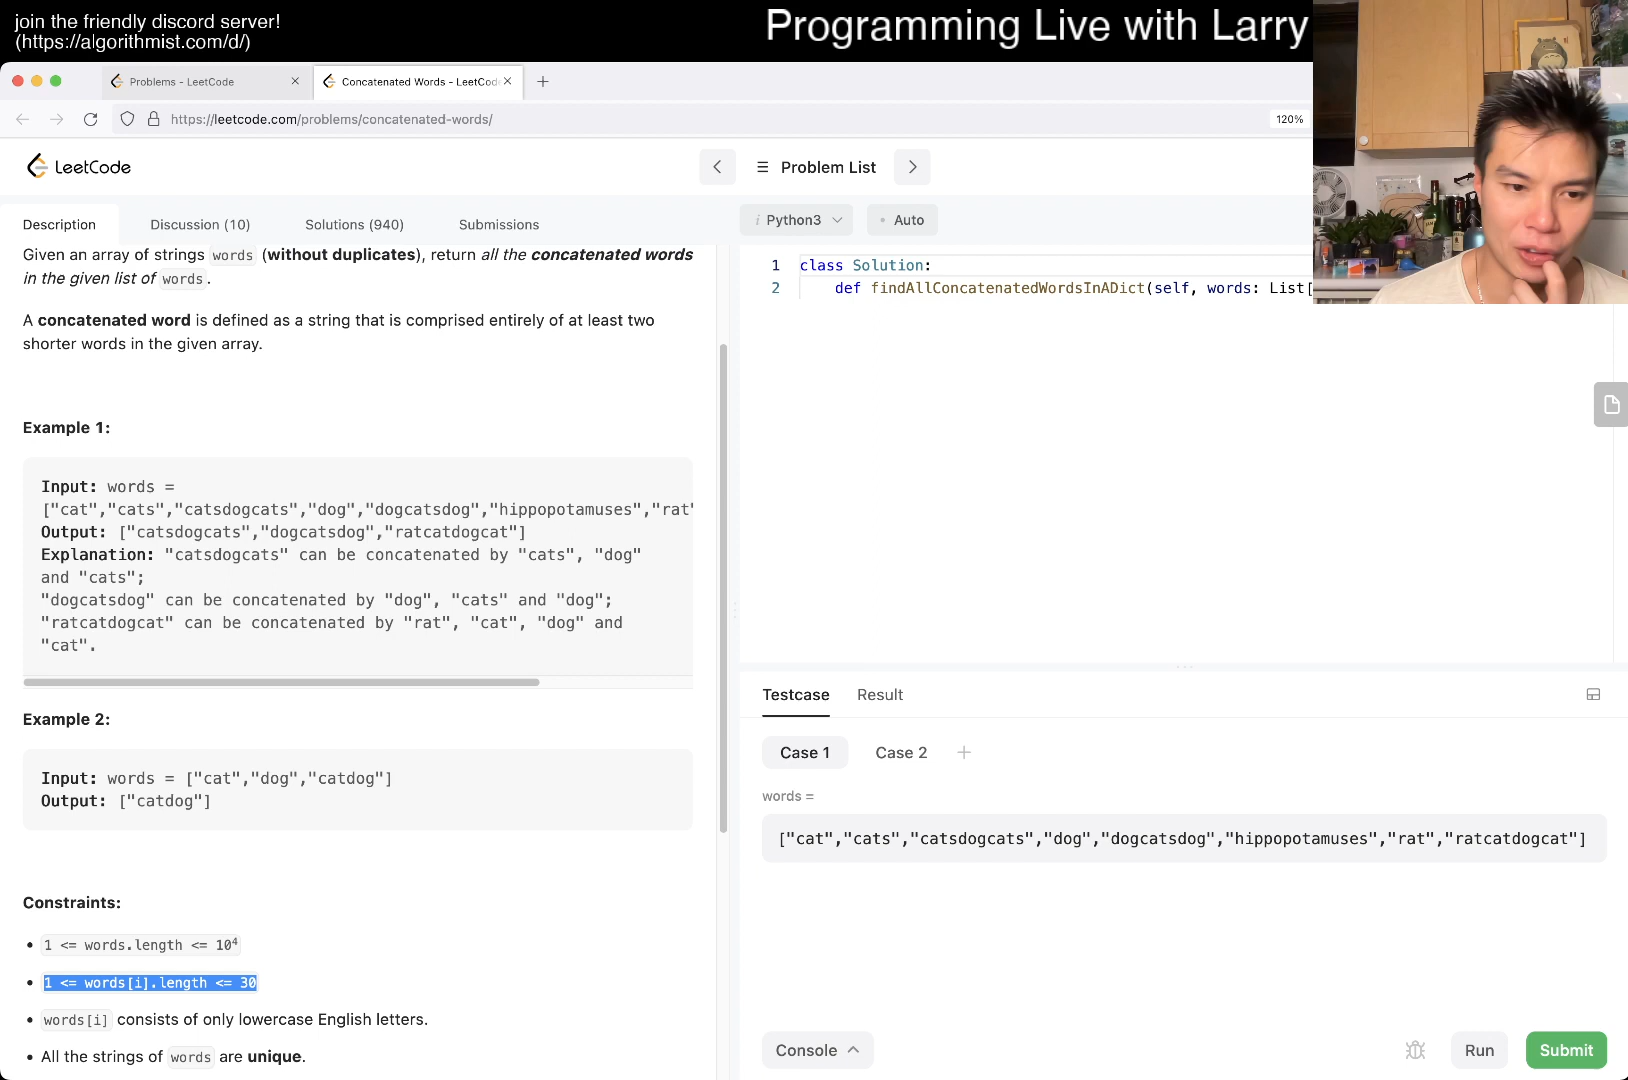 join the friendly discord server!
(https://algorithmist.com/d/)
Programming Live with Larry
Problems - LeetCode
Concatenated Words - LeetCod
https://leetcode.com/problems/concatenated-words/
120%
LeetCode
Problem List
Description
Discussion (10)
Solutions (940)
Submissions
Python3
Auto
Given an array of strings words (without duplicates), return all the concatenated words
in the given list of words.
A concatenated word is defined as a string that is comprised entirely of at least two
shorter words in the given array.
Example 1:
Input: words =
["cat","cats","catsdogcats","dog","dogcatsdog","hippopotamuses","rat"
Output: ["catsdogcats","dogcatsdog","ratcatdogcat"]
Explanation: "catsdogcats" can be concatenated by "cats", "dog"
and "cats";
"dogcatsdog" can be concatenated by "dog", "cats" and "dog";
"ratcatdogcat" can be concatenated by "rat", "cat", "dog" and
"cat".
Example 2:
Input: words = ["cat","dog","catdog"]
Output: ["catdog"]
Constraints:
• 1 <= words.length <= 10⁴
• 1 <= words[i].length <= 30
• words[i] consists of only lowercase English letters.
• All the strings of words are unique.
1 class Solution:
2 def findAllConcatenatedWordsInADict(self, words: List[
Testcase
Result
Case 1
Case 2
words =
["cat","cats","catsdogcats","dog","dogcatsdog","hippopotamuses","rat","ratcatdogcat"]
Console
Run
Submit